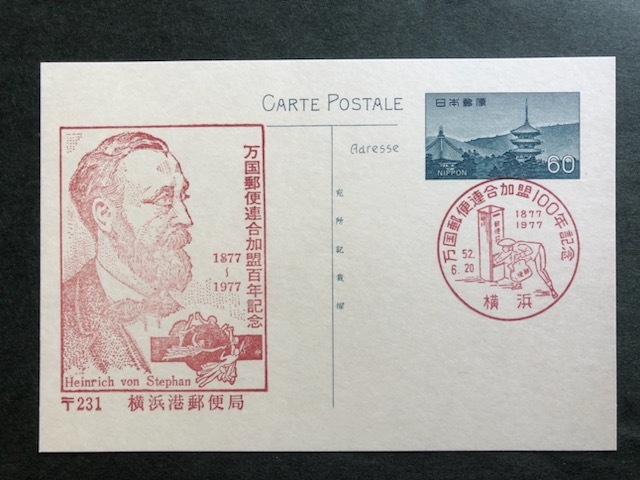 CARTE POSTALE
Adresse
日本郵便
NIPPON
60
万国郵便連合加盟百年記念
1877
~
1977
Heinrich von Stephan
〒231 横浜港郵便局
宛所記載欄
万国郵便連合加盟100年記念
1877
1977
52.
6.20
横浜